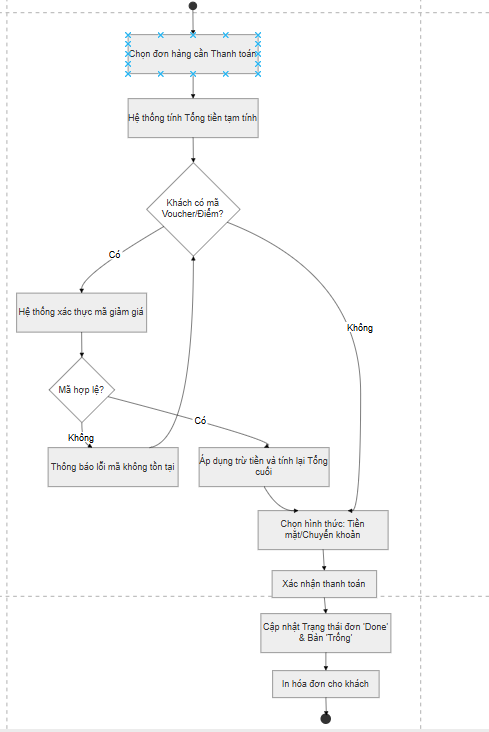 Chọn đơn hàng cần Thanh toán
Hệ thống tính Tổng tiền tạm tính
Khách có mã
Voucher/Điểm?
Có
Hệ thống xác thực mã giảm giá
Không
Mã hợp lệ?
Có
Không
Thông báo lỗi mã không tồn tại
Áp dụng trừ tiền và tính lại Tổng
cuối
Chọn hình thức: Tiền
mặt/Chuyển khoản
Xác nhận thanh toán
Cập nhật Trạng thái đơn 'Done'
& Bàn 'Trống'
In hóa đơn cho khách